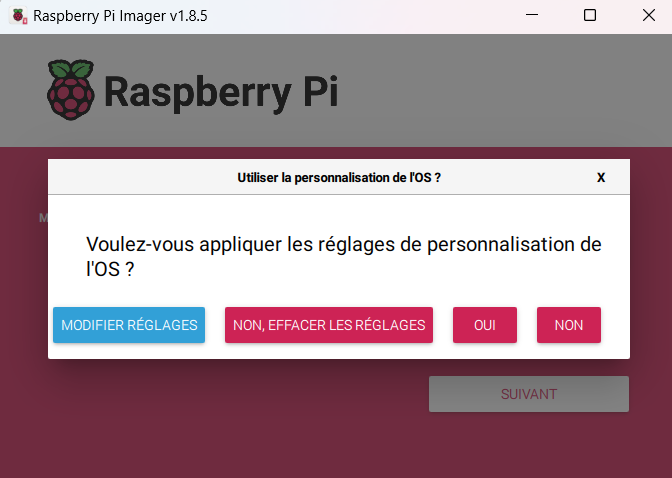 Raspberry Pi Imager v1.8.5
Raspberry Pi
Utiliser la personnalisation de l'OS ?
X
M
Voulez-vous appliquer les réglages de personnalisation de
l'OS ?
MODIFIER RÉGLAGES
NON, EFFACER LES RÉGLAGES
OUI
NON
SUIVANT